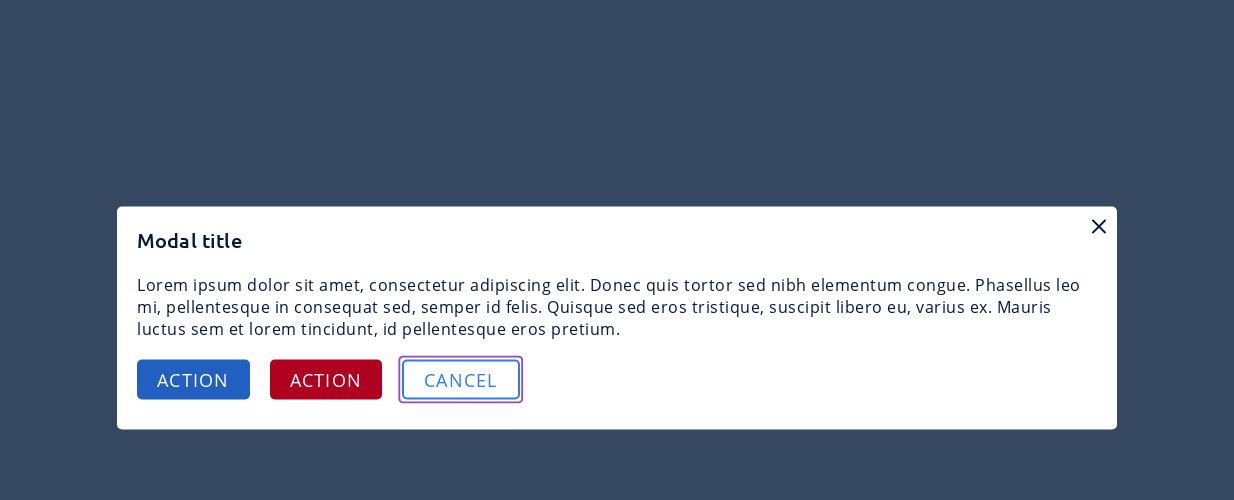 Modal title
Lorem ipsum dolor sit amet, consectetur adipiscing elit. Donec quis tortor sed nibh elementum congue. Phasellus leo
mi, pellentesque in consequat sed, semper id felis. Quisque sed eros tristique, suscipit libero eu, varius ex. Mauris
luctus sem et lorem tincidunt, id pellentesque eros pretium.
ACTION ACTION CANCEL